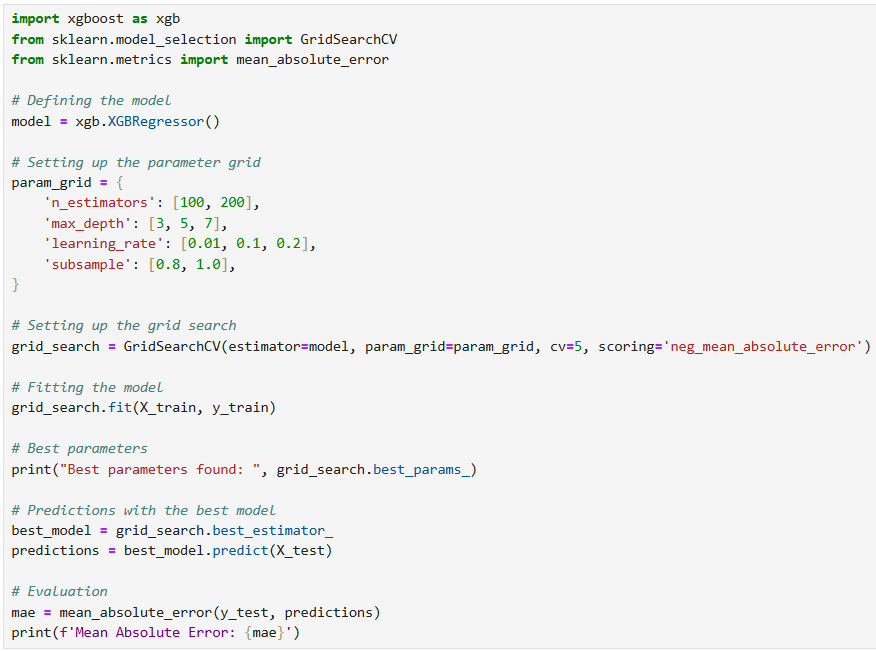 import xgboost as xgb
from sklearn.model_selection import GridSearchCV
from sklearn.metrics import mean_absolute_error

# Defining the model
model = xgb.XGBRegressor()

# Setting up the parameter grid
param_grid = {
    'n_estimators': [100, 200],
    'max_depth': [3, 5, 7],
    'learning_rate': [0.01, 0.1, 0.2],
    'subsample': [0.8, 1.0],
}

# Setting up the grid search
grid_search = GridSearchCV(estimator=model, param_grid=param_grid, cv=5, scoring='neg_mean_absolute_error')

# Fitting the model
grid_search.fit(X_train, y_train)

# Best parameters
print("Best parameters found: ", grid_search.best_params_)

# Predictions with the best model
best_model = grid_search.best_estimator_
predictions = best_model.predict(X_test)

# Evaluation
mae = mean_absolute_error(y_test, predictions)
print(f'Mean Absolute Error: {mae}')